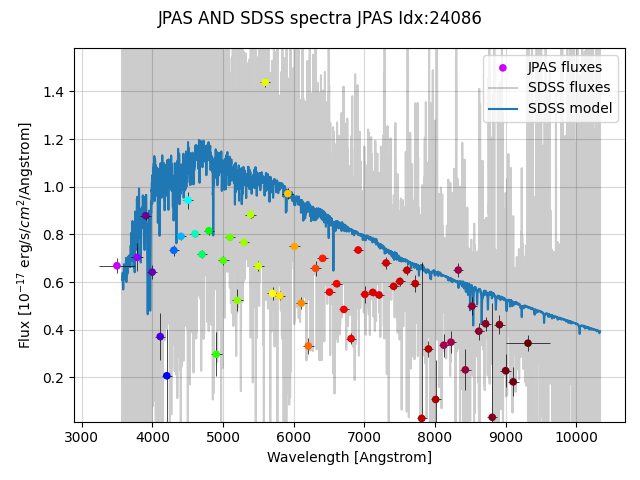 JPAS AND SDSS spectra JPAS Idx:24086
JPAS fluxes
SDSS fluxes
SDSS model
Flux [10⁻¹⁷ erg/s/cm²/Angstrom]
1.4
1.2
1.0
0.8
0.6
0.4
0.2
3000 4000 5000 6000 7000 8000 9000 10000
Wavelength [Angstrom]